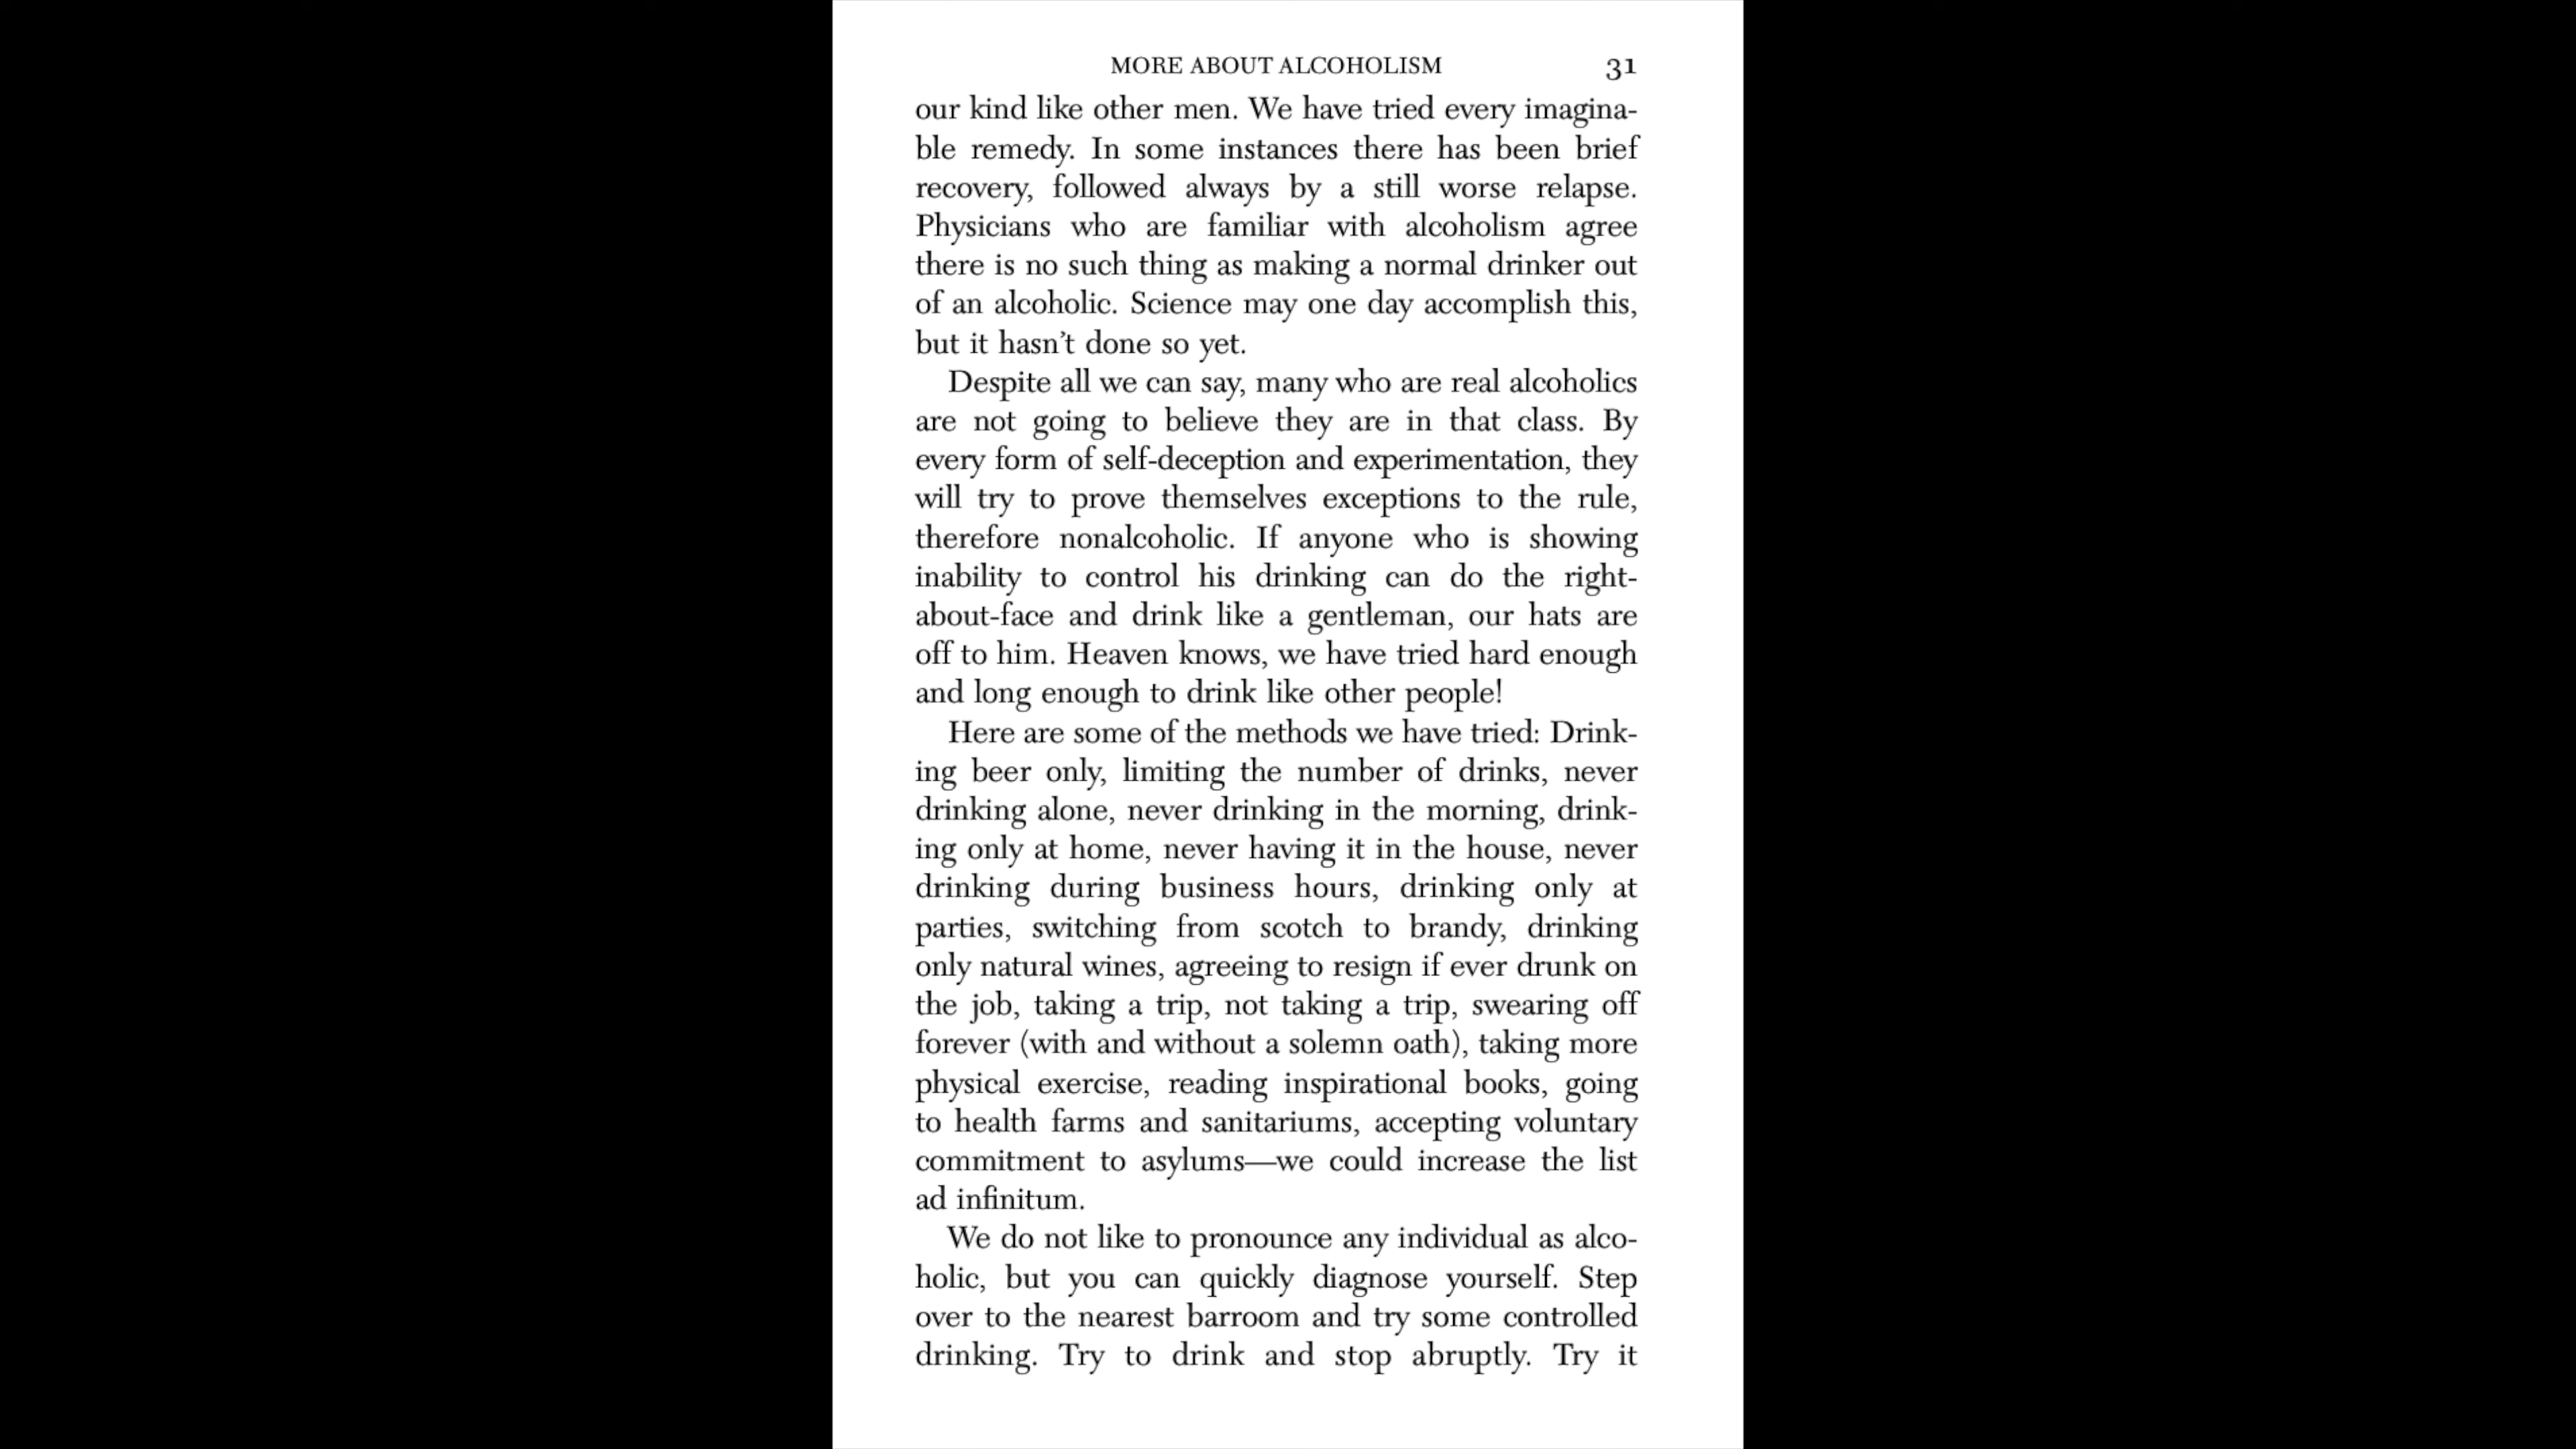 MORE ABOUT ALCOHOLISM 31
our kind like other men. We have tried every imagina-
ble remedy. In some instances there has been brief
recovery, followed always by a still worse relapse.
Physicians who are familiar with alcoholism agree
there is no such thing as making a normal drinker out
of an alcoholic. Science may one day accomplish this,
but it hasn't done so yet.
Despite all we can say, many who are real alcoholics
are not going to believe they are in that class. By
every form of self-deception and experimentation, they
will try to prove themselves exceptions to the rule,
therefore nonalcoholic. If anyone who is showing
inability to control his drinking can do the right-
about-face and drink like a gentleman, our hats are
off to him. Heaven knows, we have tried hard enough
and long enough to drink like other people!
Here are some of the methods we have tried: Drink-
ing beer only, limiting the number of drinks, never
drinking alone, never drinking in the morning, drink-
ing only at home, never having it in the house, never
drinking during business hours, drinking only at
parties, switching from scotch to brandy, drinking
only natural wines, agreeing to resign if ever drunk on
the job, taking a trip, not taking a trip, swearing off
forever (with and without a solemn oath), taking more
physical exercise, reading inspirational books, going
to health farms and sanitariums, accepting voluntary
commitment to asylums—we could increase the list
ad infinitum.
We do not like to pronounce any individual as alco-
holic, but you can quickly diagnose yourself. Step
over to the nearest barroom and try some controlled
drinking. Try to drink and stop abruptly. Try it